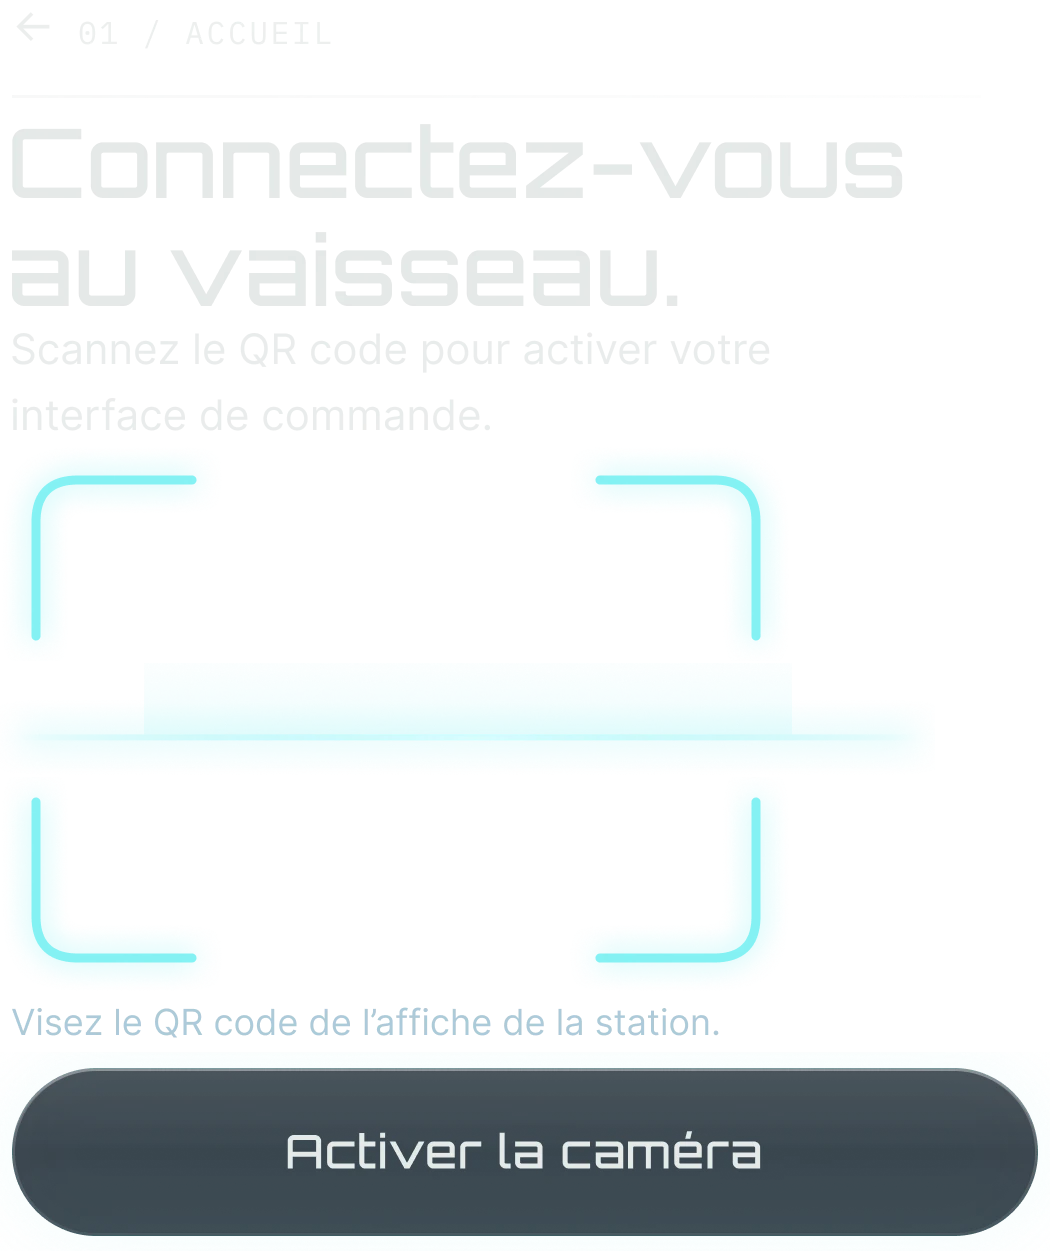 01 / ACCUEIL
Connectez-vous
au vaisseau.
Scannez le QR code pour activer votre
interface de commande.
Visez le QR code de l’affiche de la station.
Activer la caméra